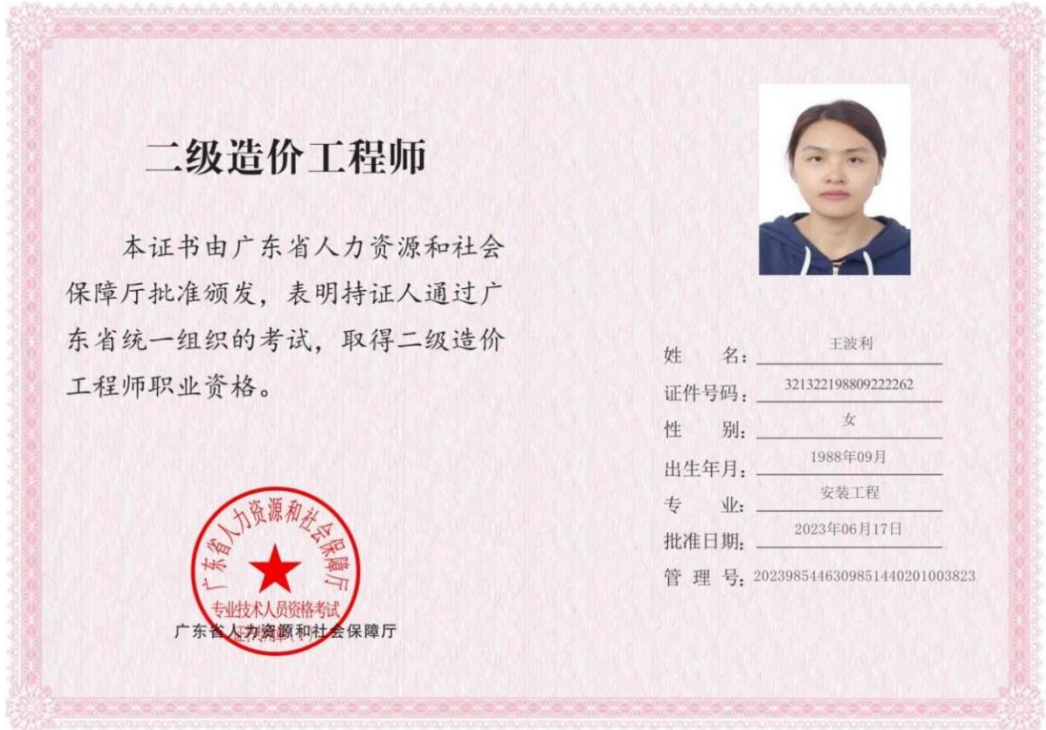 二级造价工程师
本证书由广东省人力资源和社会
保障厅批准颁发，表明持证人通过广
东省统一组织的考试，取得二级造价
工程师职业资格。
广东省人力资源和社会保障厅
专业技术人员资格考试
广东省人力资源和社会保障厅
姓 名：王波利
证件号码：321322198809222262
性 别：女
出生年月：1988年09月
专 业：安装工程
批准日期：2023年06月17日
管 理 号：2023985446309851440201003823